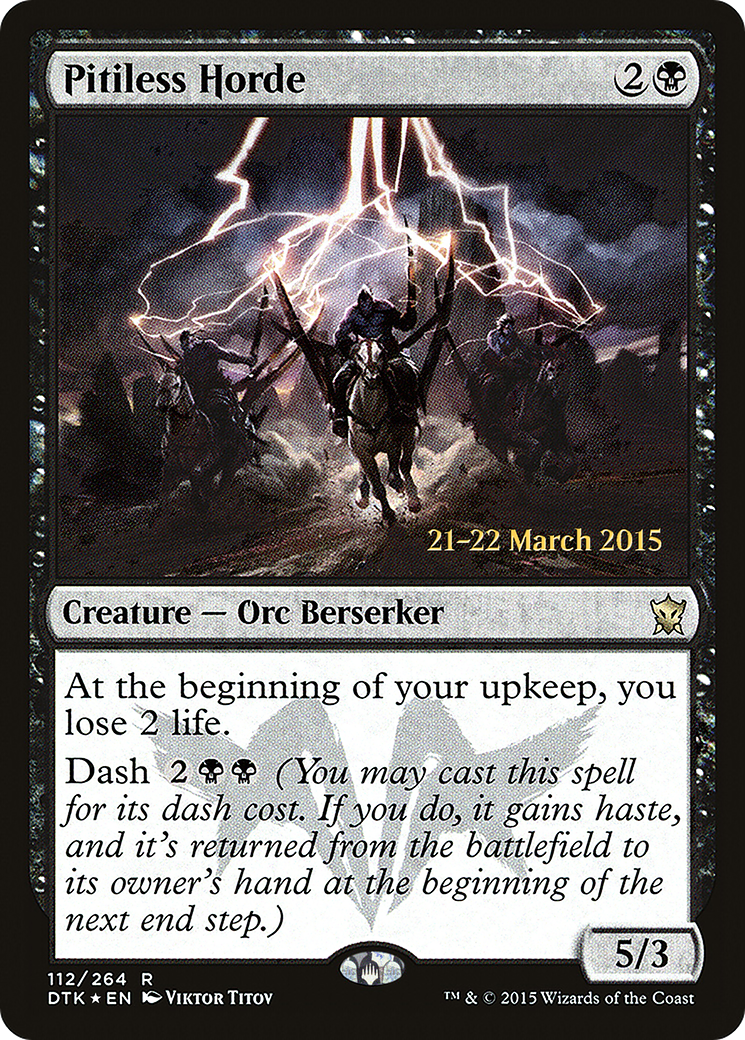 Pitiless Horde 2
21–22 March 2015
Creature — Orc Berserker
At the beginning of your upkeep, you
lose 2 life.
Dash 2 (You may cast this spell
for its dash cost. If you do, it gains haste,
and it's returned from the battlefield to
its owner's hand at the beginning of the
next end step.)
5/3
112/264 R
DTK ★ EN Viktor Titov
™ & © 2015 Wizards of the Coast